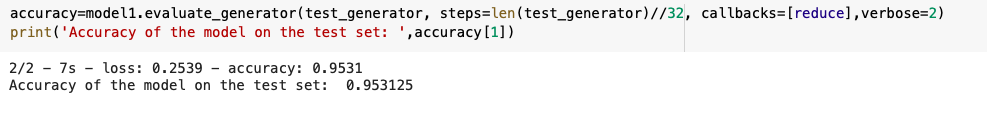 accuracy=model1.evaluate_generator(test_generator, steps=len(test_generator)//32, callbacks=[reduce],verbose=2)
print('Accuracy of the model on the test set: ',accuracy[1])
2/2 - 7s - loss: 0.2539 - accuracy: 0.9531
Accuracy of the model on the test set:  0.953125